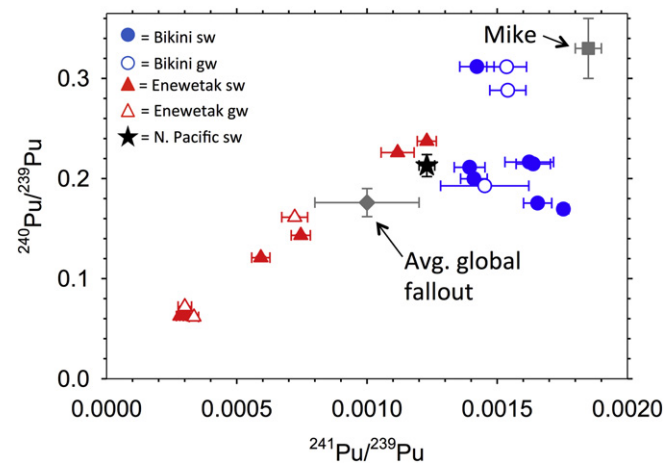 = Bikini sw
= Bikini gw
= Enewetak sw
= Enewetak gw
= N. Pacific sw
Mike
Avg. global
fallout
0.3
0.2
0.1
0.0
²⁴⁰Pu/²³⁹Pu
0.0000 0.0005 0.0010 0.0015 0.0020
²⁴¹Pu/²³⁹Pu